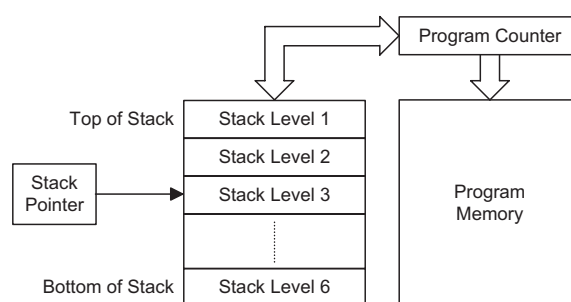 Program Counter
Top of Stack
Stack Level 1
Stack Level 2
Stack
Pointer
Stack Level 3
Program
Memory
Bottom of Stack
Stack Level 6